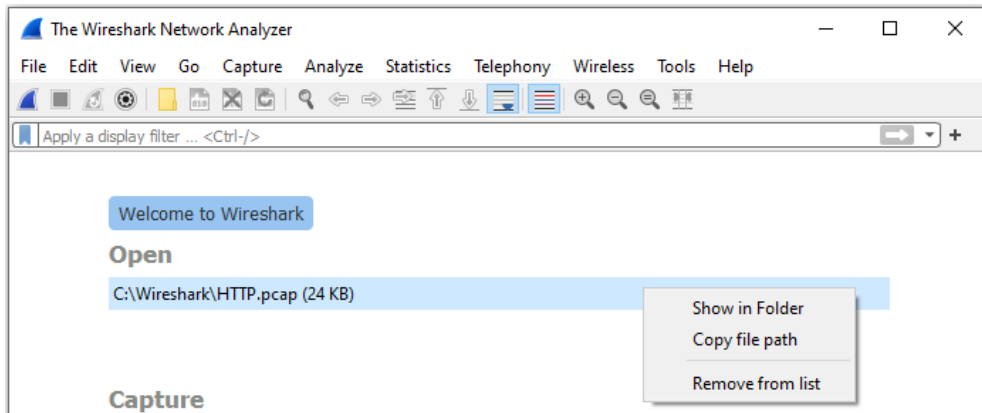 The Wireshark Network Analyzer
File Edit View Go Capture Analyze Statistics Telephony Wireless Tools Help
Apply a display filter ... <Ctrl-/>
Welcome to Wireshark
Open
C:\Wireshark\HTTP.pcap (24 KB)
Show in Folder
Copy file path
Remove from list
Capture